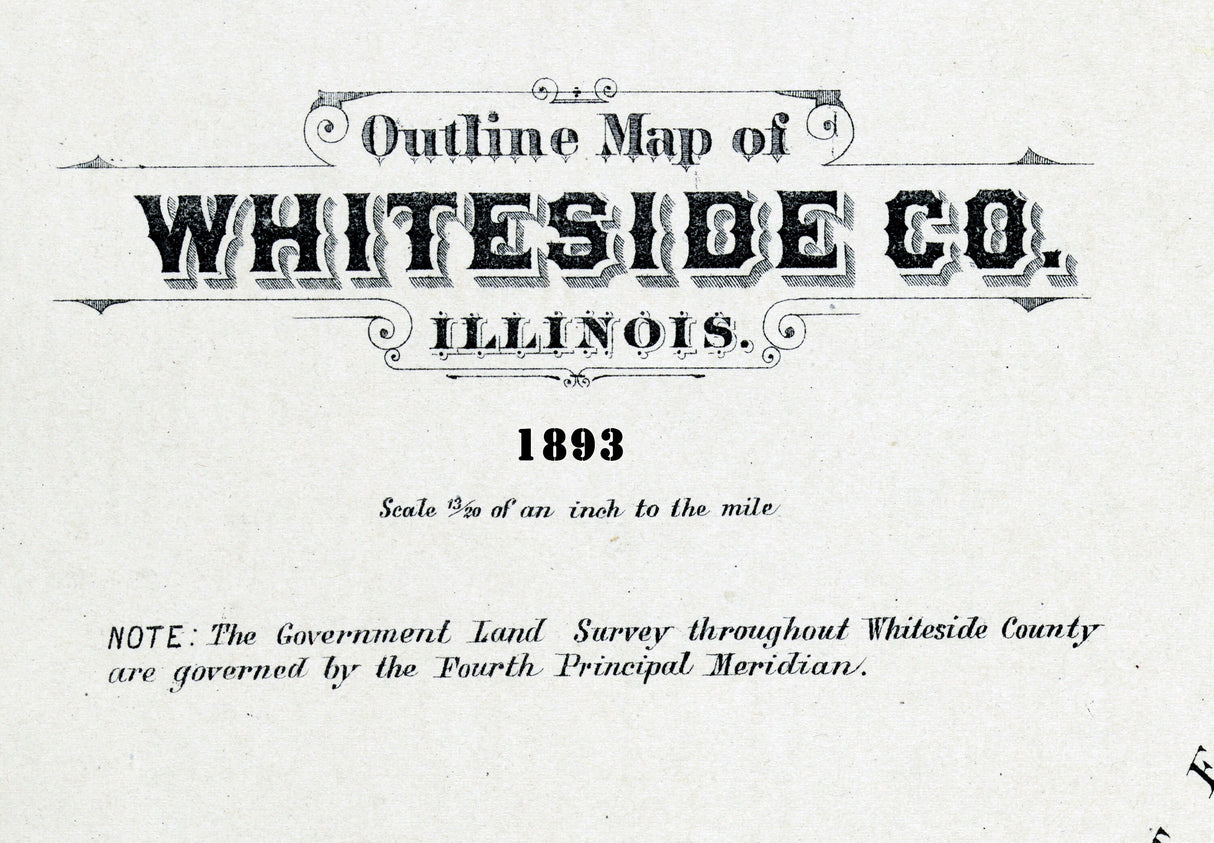 Outline Map of
WHITESIDE CO.
ILLINOIS.
1893
Scale 13/20 of an inch to the mile
NOTE: The Government Land Survey throughout Whiteside County
are governed by the Fourth Principal Meridian.
E